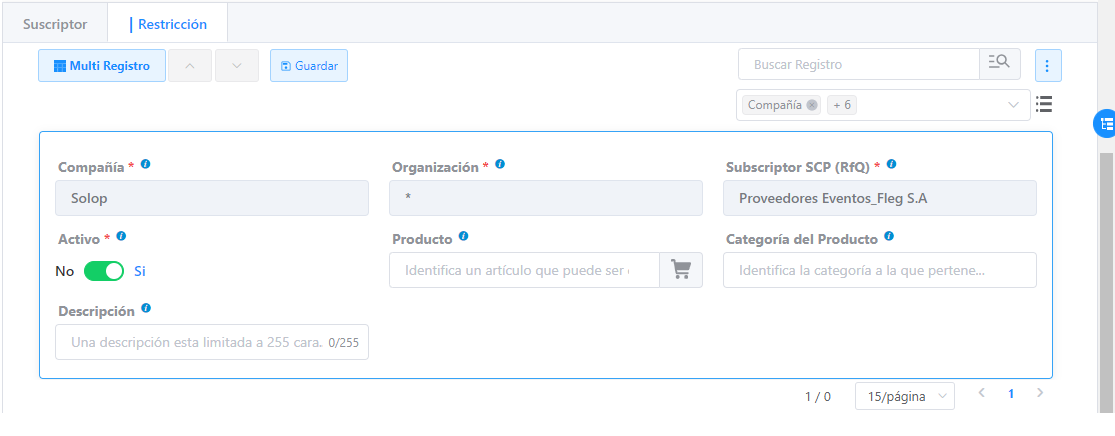 Suscriptor
Restricción
Multi Registro
Guardar
Buscar Registro
Compañía
+ 6
Compañía *
Organización *
Subscriptor SCP (RfQ) *
Solop
*
Proveedores Eventos_Fleg S.A
Activo *
Producto
Categoría del Producto
No
Si
Identifica un artículo que puede ser
Identifica la categoría a la que pertene...
Descripción
Una descripción esta limitada a 255 cara.
0/255
1 / 0
15/página
1